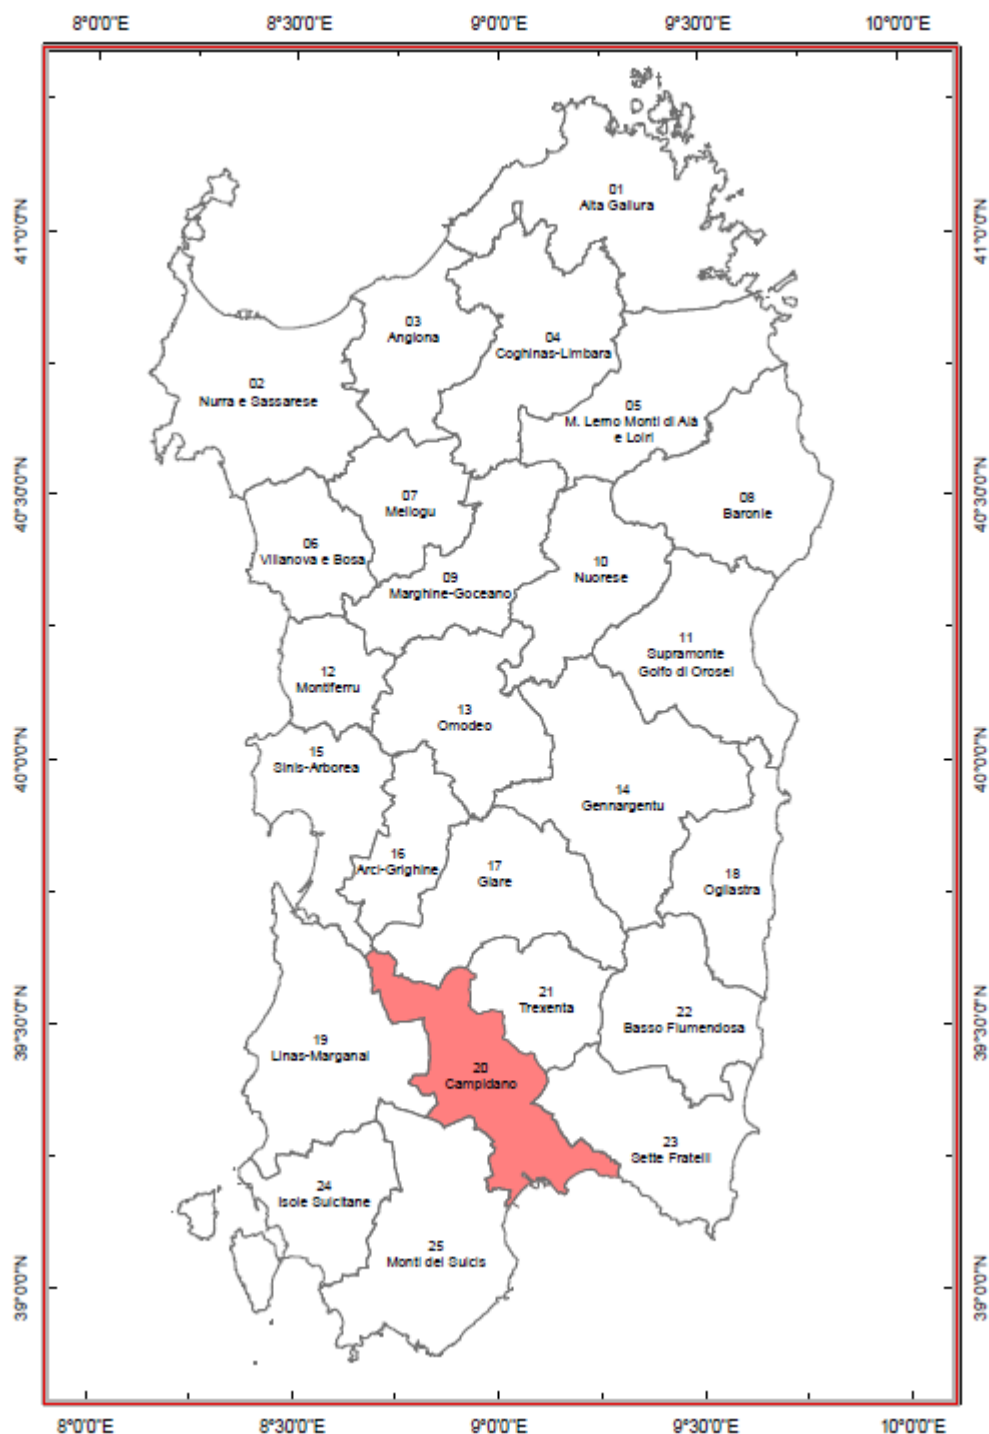 8°0'0"E 8°30'0"E 9°0'0"E 9°30'0"E 10°0'0"E
01
Alta Gallura
41°0'0"N 41°0'0"N
03
Anglona
04
Coghinas-Limbara
02
Nurra e Sassarese
05
M. Lerno Monti di Alà
e Loiri
40°30'0"N 40°30'0"N
07
Meilogu
08
Baronie
06
Villanova e Bosa
10
Nuorese
09
Marghine-Goceano
11
Supramonte
Golfo di Orosei
12
Montiferru
13
Omodeo
40°0'0"N 40°0'0"N
15
Sinis-Arborea
14
Gennargentu
16
Arci-Grighine
17
Giare
18
Ogliastra
21
Trexenta
22
Basso Flumendosa
39°30'0"N 39°30'0"N
19
Linas-Marganai
20
Campidano
23
Sette Fratelli
24
Isole Sulcitane
25
Monti del Sulcis
39°0'0"N 39°0'0"N
8°0'0"E 8°30'0"E 9°0'0"E 9°30'0"E 10°0'0"E